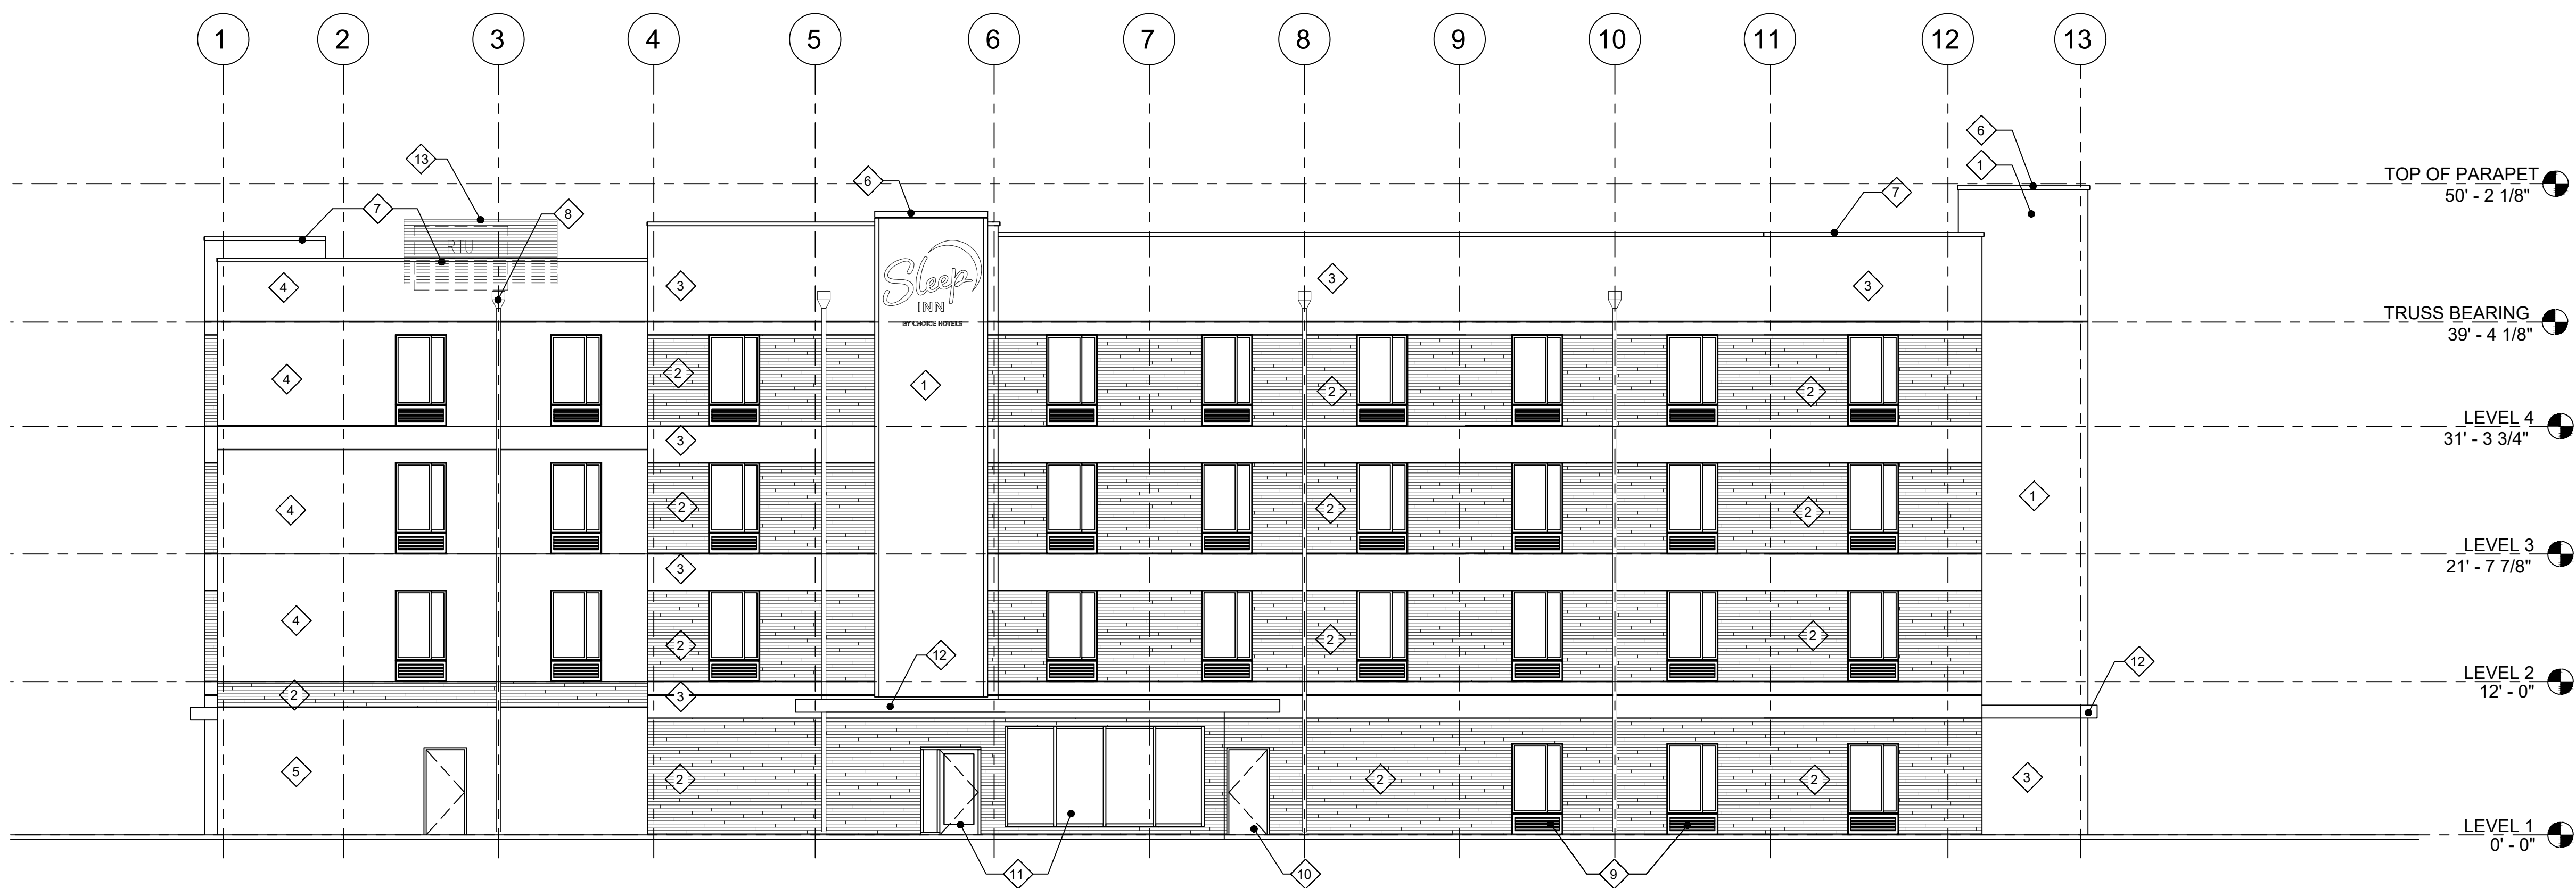 1 2 3 4 5 6 7 8 9 10 11 12 13
6
13
1
TOP OF PARAPET
50' - 2 1/8"
6
7
7
8
RTU
Sleep
INN
BY CHOICE HOTELS
4
3
3
3
TRUSS BEARING
39' - 4 1/8"
4
2
1
2
2
LEVEL 4
31' - 3 3/4"
3
1
4
2
2
2
LEVEL 3
21' - 7 7/8"
3
4
2
2
2
12
12
LEVEL 2
12' - 0"
2
3
5
2
2
2
3
LEVEL 1
0' - 0"
11
10
9